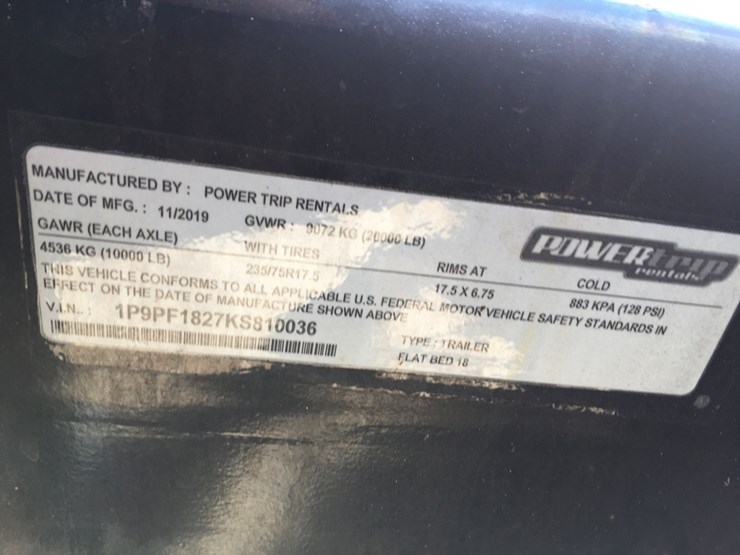 MANUFACTURED BY : POWER TRIP RENTALS
DATE OF MFG. : 11/2019 GVWR : 9072 KG (20000 LB)
POWERtrip
rentals
GAWR (EACH AXLE) WITH TIRES RIMS AT COLD
4536 KG (10000 LB) 235/75R17.5 17.5 X 6.75 883 KPA (128 PSI)
THIS VEHICLE CONFORMS TO ALL APPLICABLE U.S. FEDERAL MOTOR VEHICLE SAFETY STANDARDS IN
EFFECT ON THE DATE OF MANUFACTURE SHOWN ABOVE
V.I.N.. : 1P9PF1827KS810036 TYPE : TRAILER
FLAT BED 18